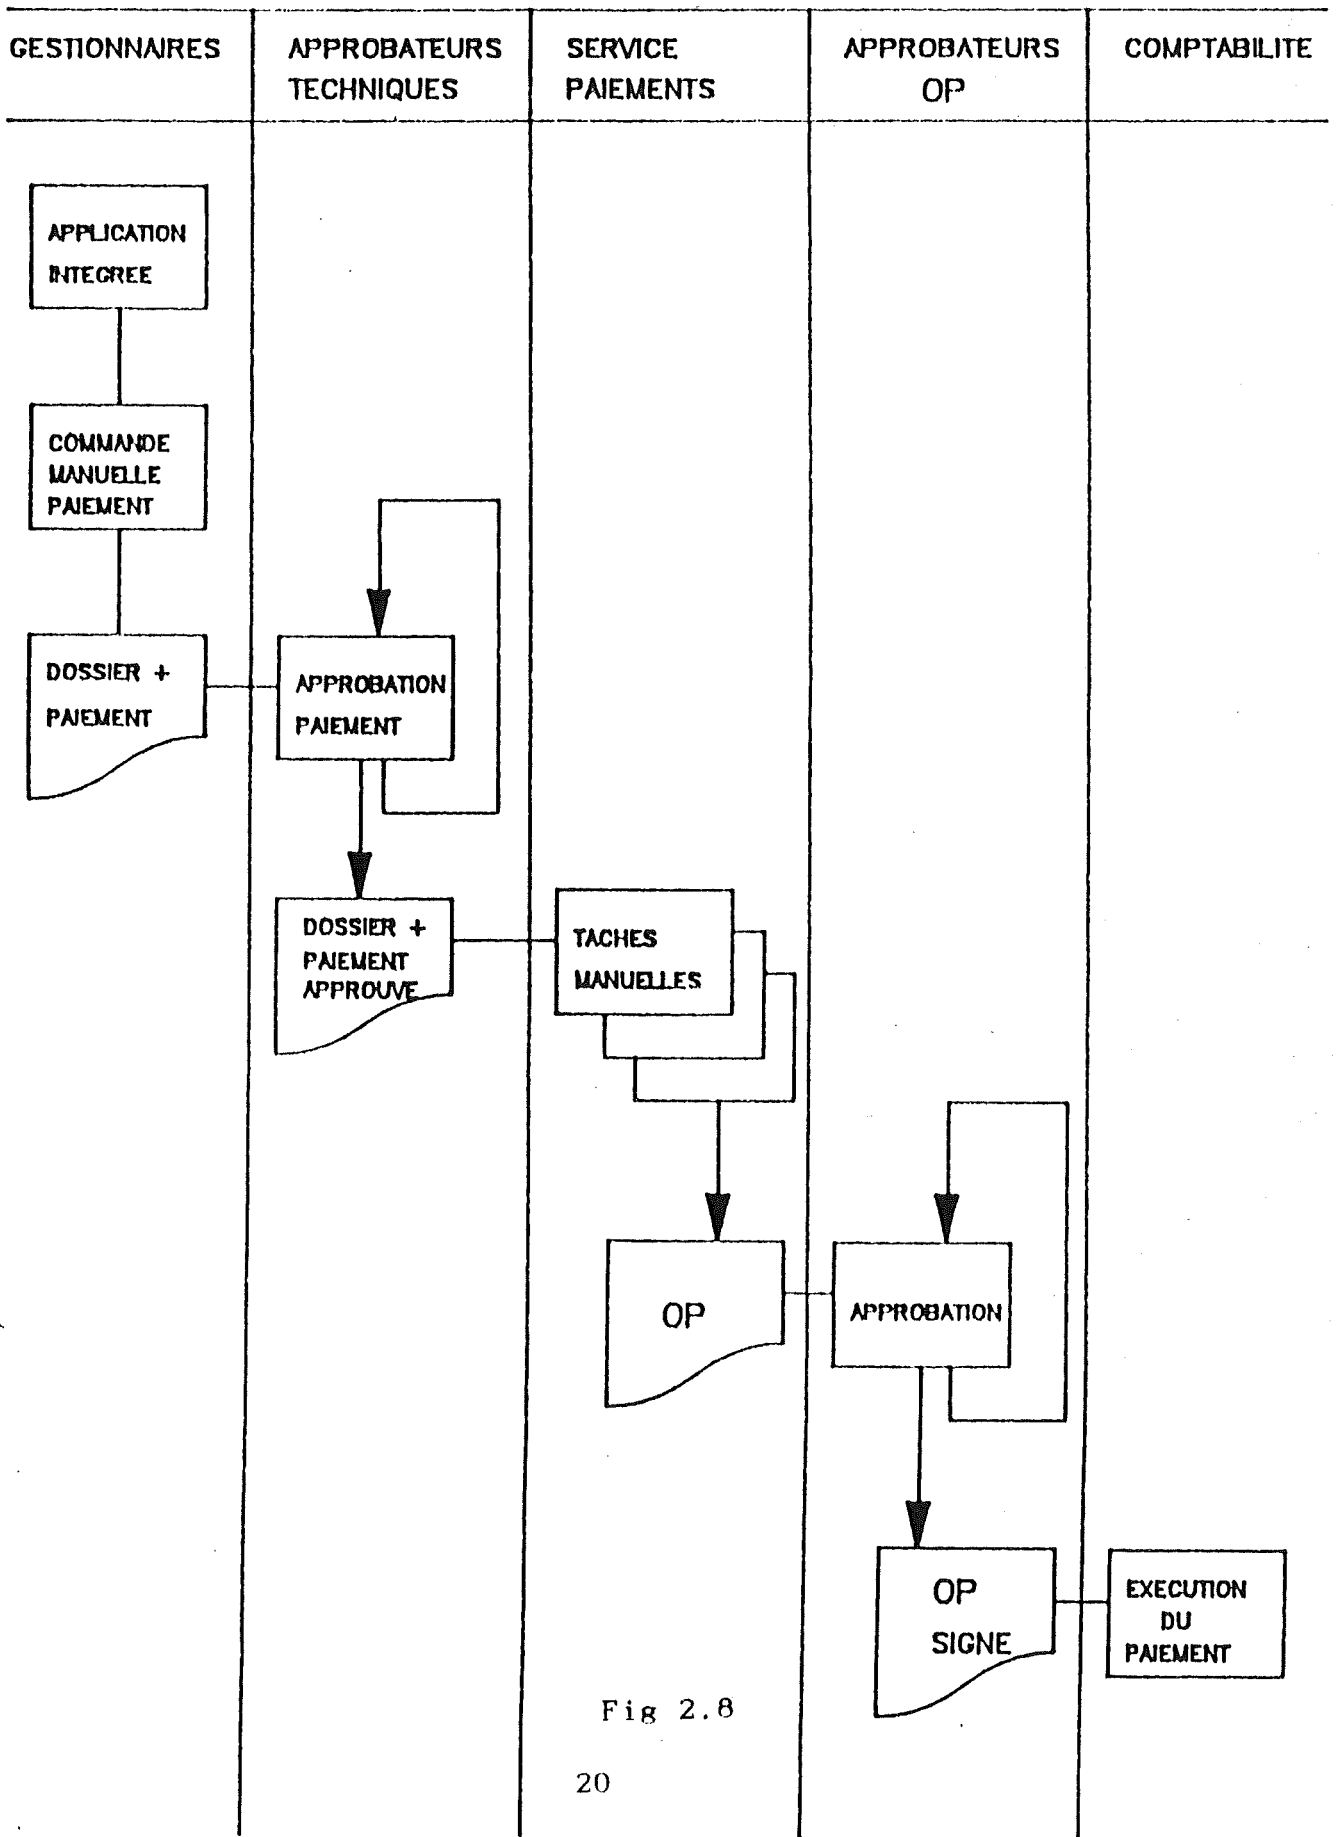 GESTIONNAIRES
APPROBATEURS
TECHNIQUES
SERVICE
PAIEMENTS
APPROBATEURS
OP
COMPTABILITE
APPLICATION
INTEGREE
COMMANDE
MANUELLE
PAIEMENT
DOSSIER +
PAIEMENT
APPROBATION
PAIEMENT
DOSSIER +
PAIEMENT
APPROUVE
TACHES
MANUELLES
OP
APPROBATION
OP
SIGNE
EXECUTION
DU
PAIEMENT
Fig 2.8
20